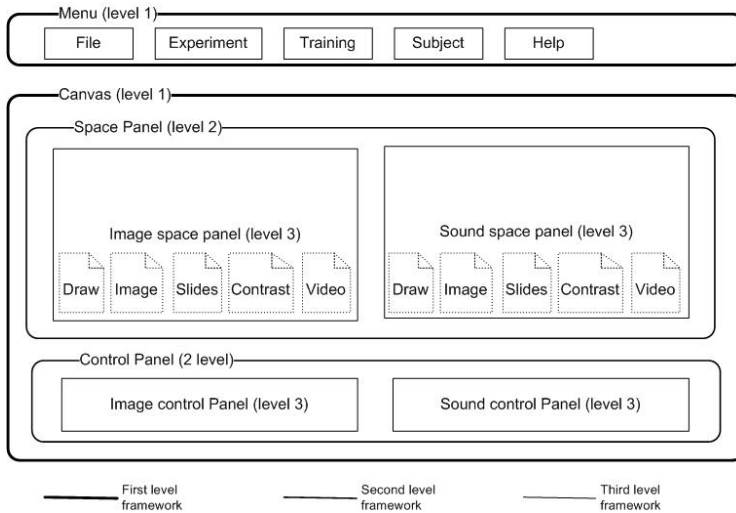 Menu (level 1)
File Experiment Training Subject Help
Canvas (level 1)
Space Panel (level 2)
Image space panel (level 3)
Draw Image Slides Contrast Video
Sound space panel (level 3)
Draw Image Slides Contrast Video
Control Panel (2 level)
Image control Panel (level 3)
Sound control Panel (level 3)
First level
framework
Second level
framework
Third level
framework